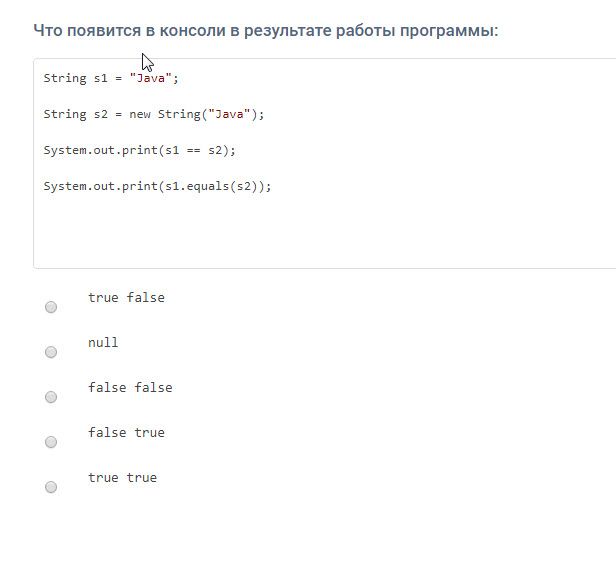 Что появится в консоли в результате работы программы:
String s1 = "Java";
String s2 = new String("Java");
System.out.print(s1 == s2);
System.out.print(s1.equals(s2));
true false
null
false false
false true
true true